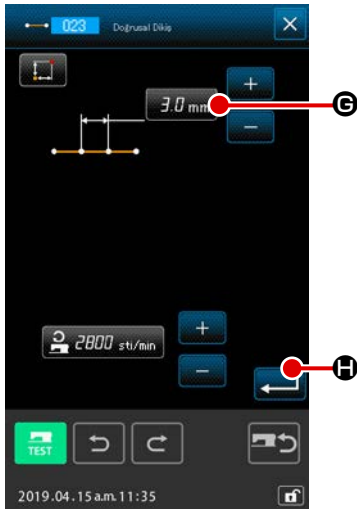 023 Doğrusal Dikiş
3.0 mm
G
2800 sti/min
H
TEST
2019.04.15 a.m. 11:35